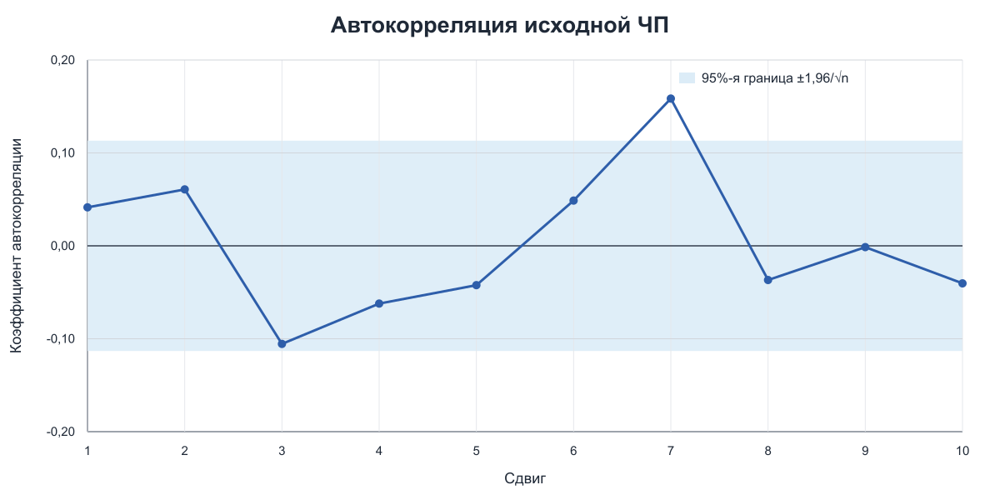 Автокорреляция исходной ЧП
95%-я граница ±1,96/√n
Коэффициент автокорреляции
0,20
0,10
0,00
-0,10
-0,20
1 2 3 4 5 6 7 8 9 10
Сдвиг